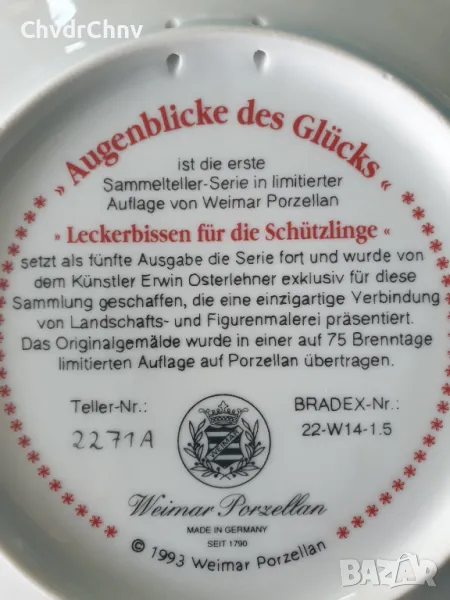 ChvdrChnv
» Augenblicke des Glücks «
ist die erste
Sammelteller-Serie in limitierter
Auflage von Weimar Porzellan
» Leckerbissen für die Schützlinge «
setzt als fünfte Ausgabe die Serie fort und wurde von
dem Künstler Erwin Osterlehner exklusiv für diese
Sammlung geschaffen, die eine einzigartige Verbindung
von Landschafts- und Figurenmalerei präsentiert.
Das Originalgemälde wurde in einer auf 75 Brenntage
limitierten Auflage auf Porzellan übertragen.
Teller-Nr.:
2271A
BRADEX-Nr.:
22-W14-1.5
WEIMAR
Weimar Porzellan
MADE IN GERMANY
SEIT 1790
© 1993 Weimar Porzellan
BAZAR.bg